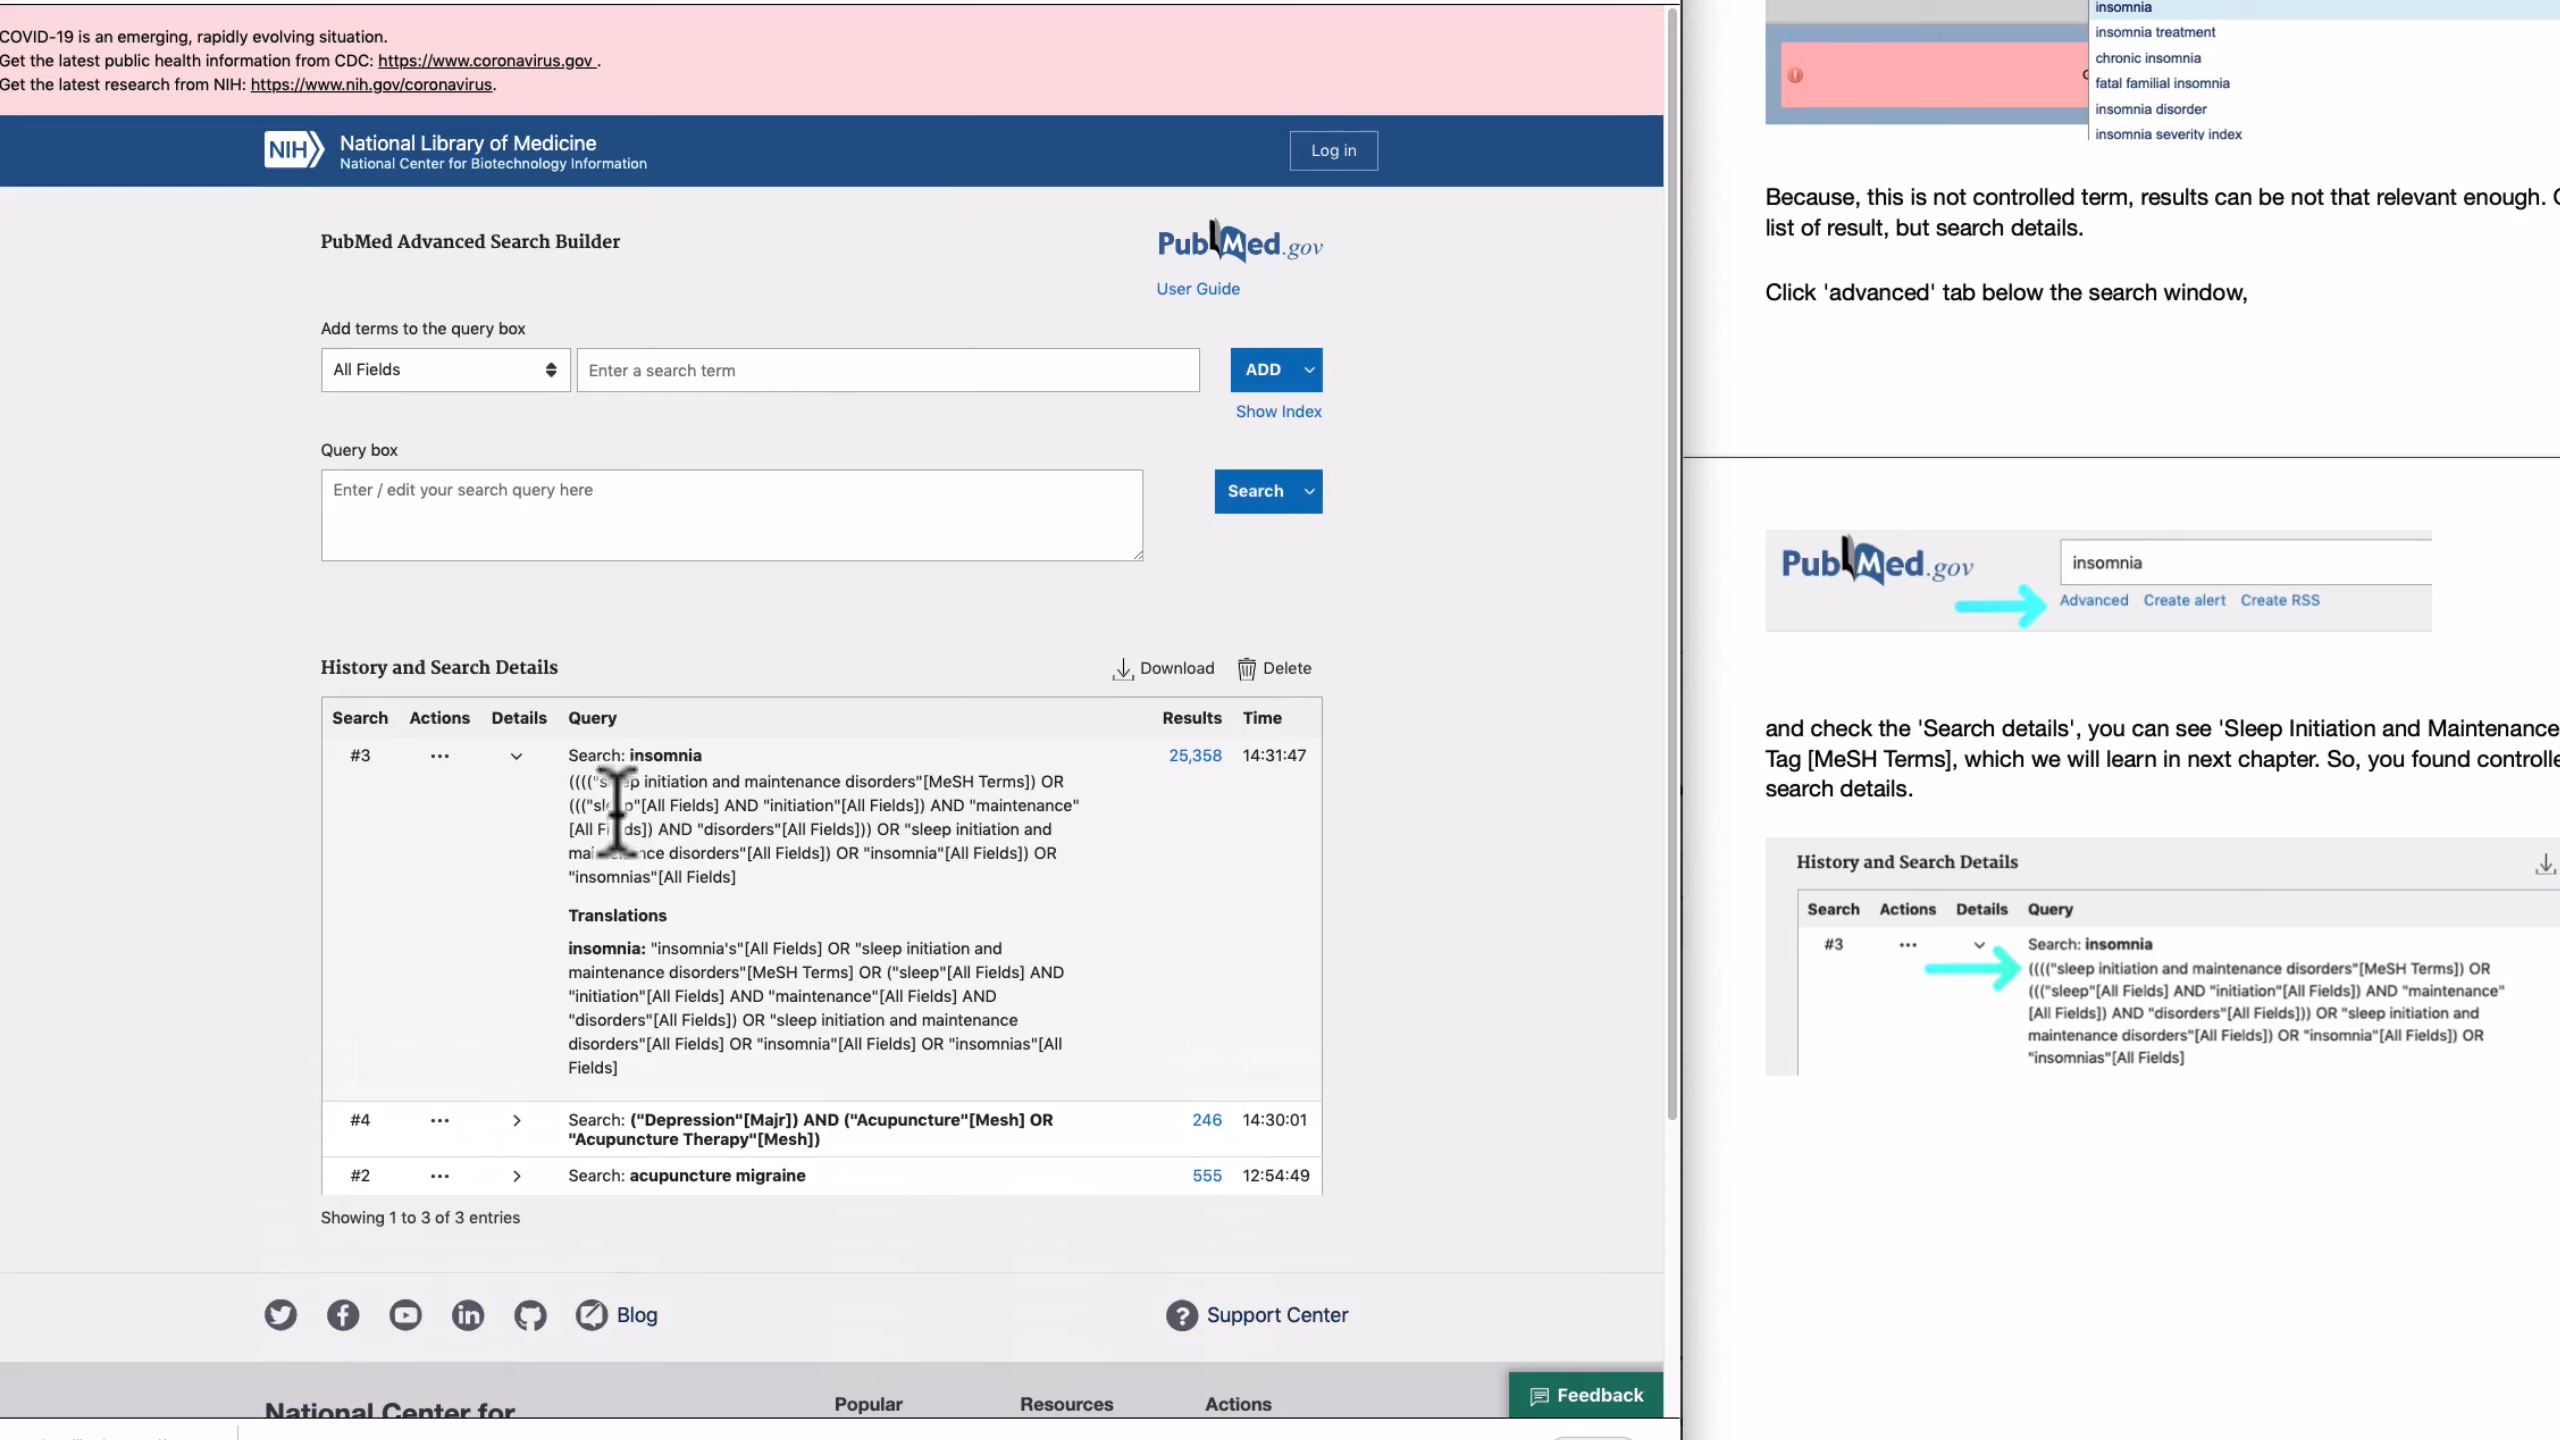 COVID-19 is an emerging, rapidly evolving situation.
Get the latest public health information from CDC: https://www.coronavirus.gov .
Get the latest research from NIH: https://www.nih.gov/coronavirus.
NIH
National Library of Medicine
National Center for Biotechnology Information
Log in
PubMed Advanced Search Builder
PubMed.gov
User Guide
Add terms to the query box
All Fields
Enter a search term
ADD
Show Index
Query box
Enter / edit your search query here
Search
History and Search Details
Download
Delete
Search Actions Details Query Results Time
#3 ... Search: insomnia 25,358 14:31:47
(((("sleep initiation and maintenance disorders"[MeSH Terms]) OR
((("sleep"[All Fields] AND "initiation"[All Fields]) AND "maintenance"
[All Fields]) AND "disorders"[All Fields])) OR "sleep initiation and
maintenance disorders"[All Fields]) OR "insomnia"[All Fields]) OR
"insomnias"[All Fields]
Translations
insomnia: "insomnia's"[All Fields] OR "sleep initiation and
maintenance disorders"[MeSH Terms] OR ("sleep"[All Fields] AND
"initiation"[All Fields] AND "maintenance"[All Fields] AND
"disorders"[All Fields]) OR "sleep initiation and maintenance
disorders"[All Fields] OR "insomnia"[All Fields] OR "insomnias"[All
Fields]
#4 ... Search: ("Depression"[Majr]) AND ("Acupuncture"[Mesh] OR 246 14:30:01
"Acupuncture Therapy"[Mesh])
#2 ... Search: acupuncture migraine 555 12:54:49
Showing 1 to 3 of 3 entries
Blog
Support Center
National Center for
Popular
Resources
Actions
Feedback
insomnia
insomnia treatment
chronic insomnia
fatal familial insomnia
insomnia disorder
insomnia severity index
Because, this is not controlled term, results can be not that relevant enough.
list of result, but search details.
Click 'advanced' tab below the search window,
PubMed.gov
insomnia
Advanced Create alert Create RSS
and check the 'Search details', you can see 'Sleep Initiation and Maintenance
Tag [MeSH Terms], which we will learn in next chapter. So, you found
search details.
History and Search Details
Search Actions Details Query
#3 ... Search: insomnia
(((("sleep initiation and maintenance disorders"[MeSH Terms]) OR
((("sleep"[All Fields] AND "initiation"[All Fields]) AND "maintenance"
[All Fields]) AND "disorders"[All Fields])) OR "sleep initiation and
maintenance disorders"[All Fields]) OR "insomnia"[All Fields]) OR
"insomnias"[All Fields]